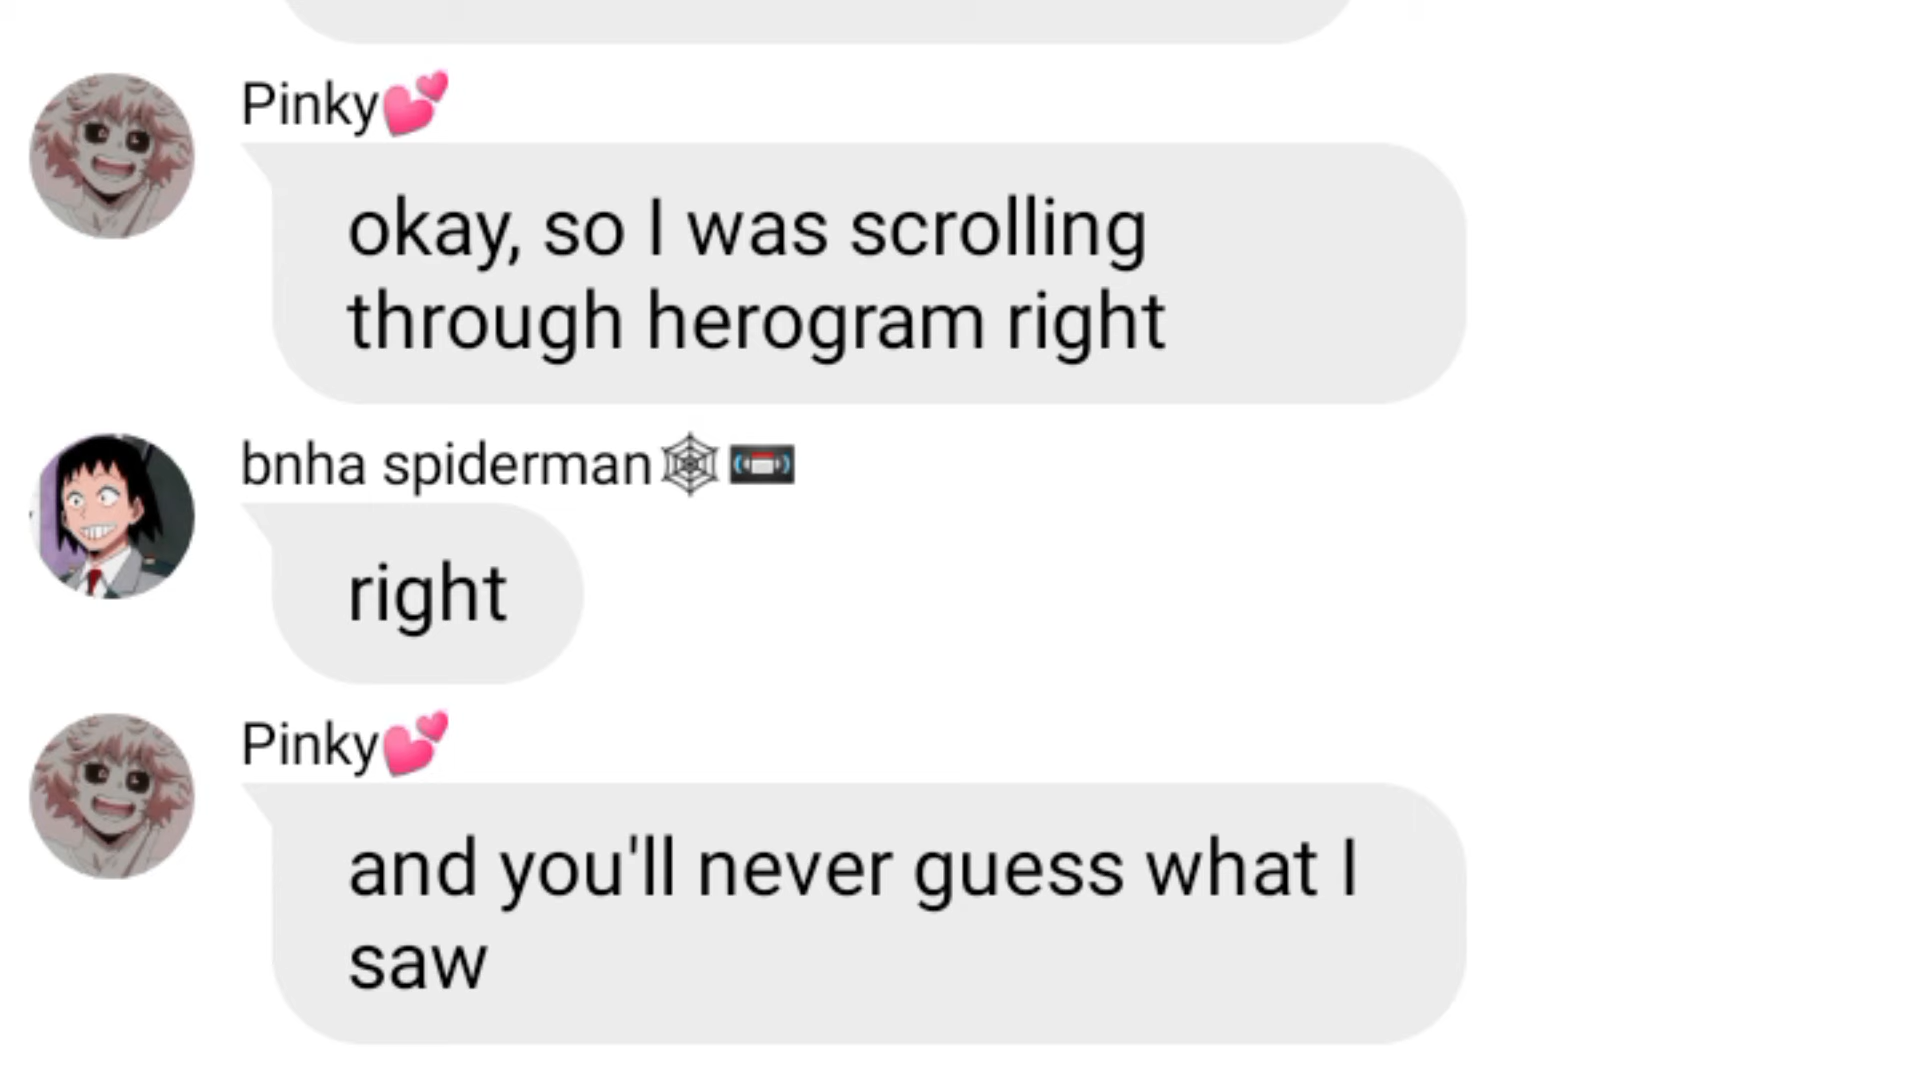 Pinky💕
okay, so I was scrolling
through herogram right
bnha spiderman🕸📼
right
Pinky💕
and you'll never guess what I
saw